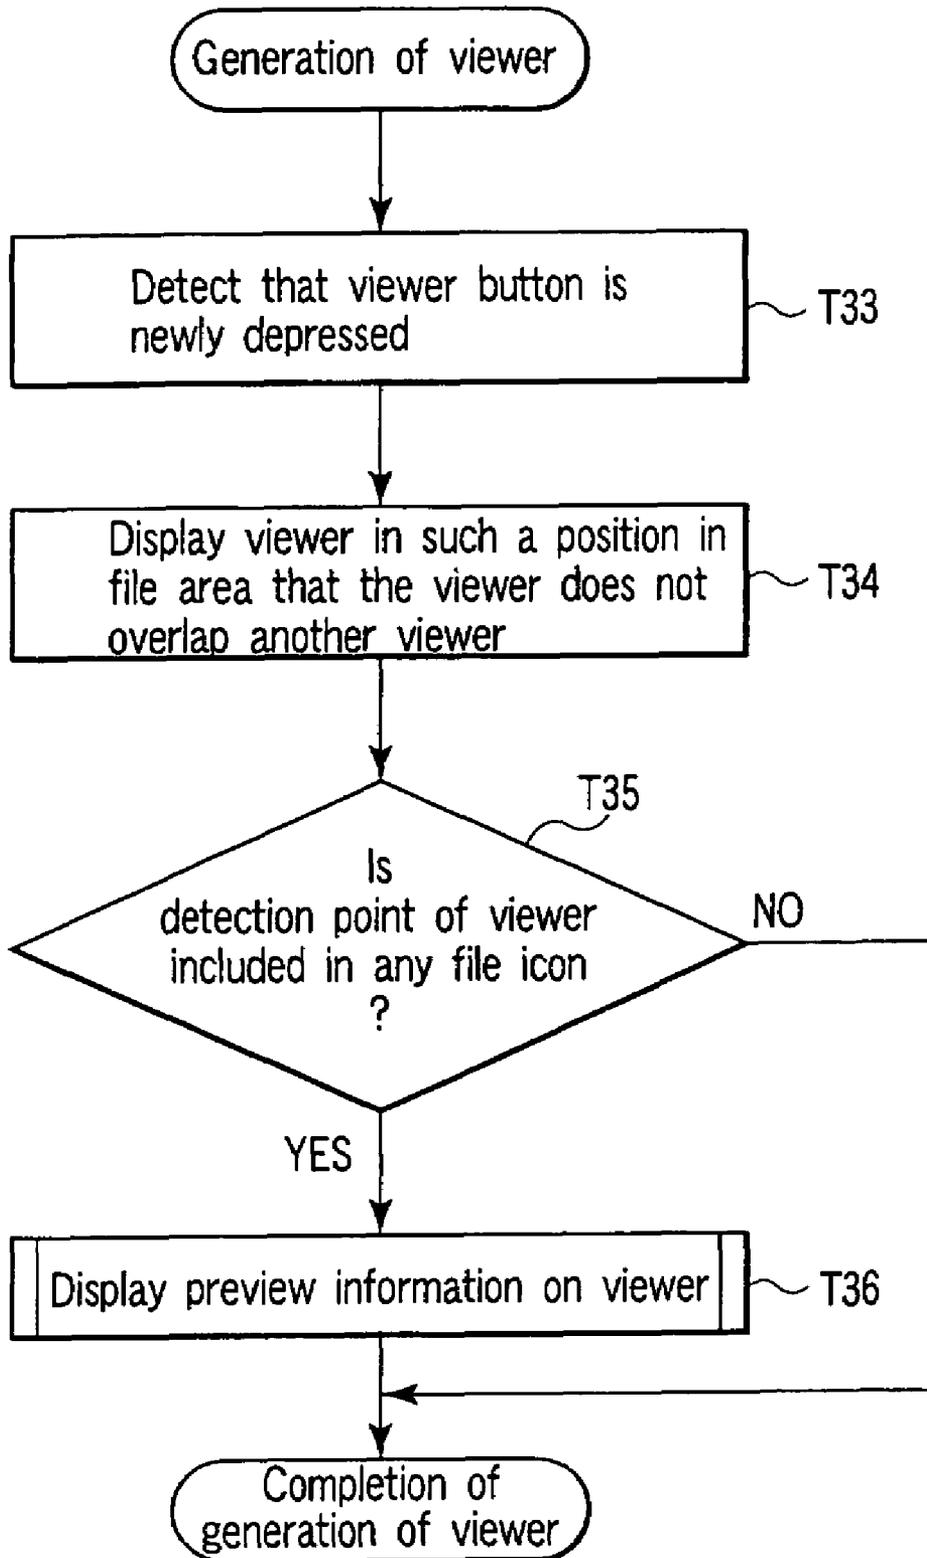 Generation of viewer
Detect that viewer button is
newly depressed
T33
Display viewer in such a position in
file area that the viewer does not
overlap another viewer
T34
T35
Is
detection point of viewer
included in any file icon
?
NO
YES
Display preview information on viewer
T36
Completion of
generation of viewer